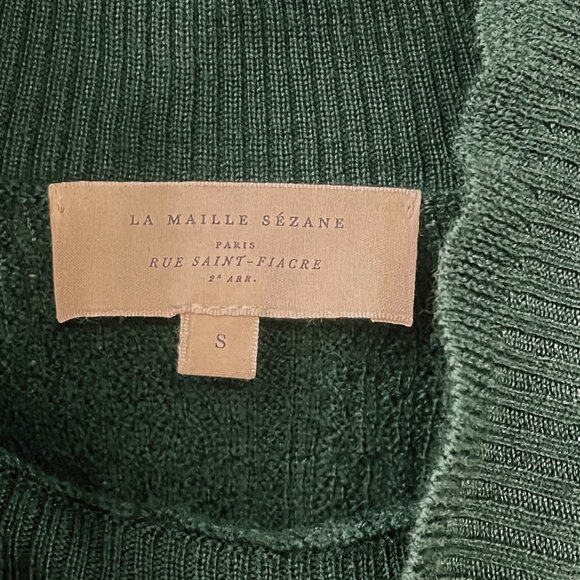 LA MAILLE SÉZANE
PARIS
RUE SAINT-FIACRE
2e ARR.
S